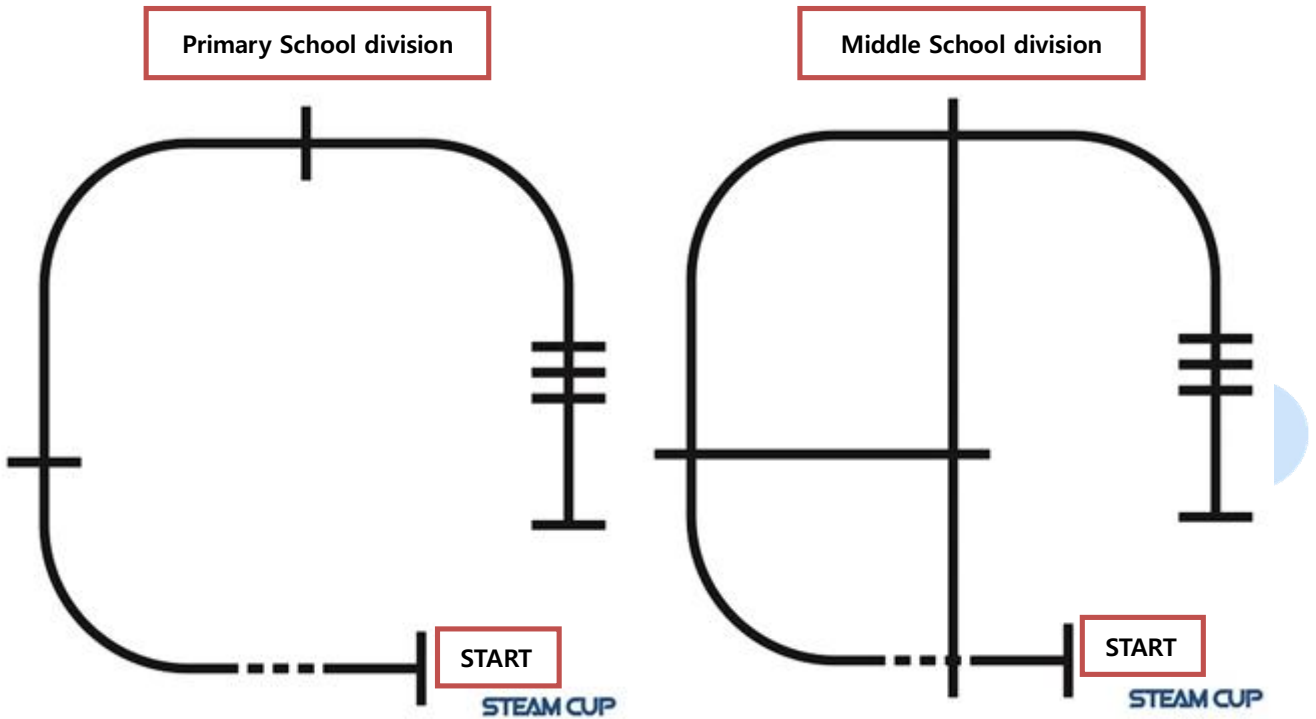 Primary School division
Middle School division
START
START
STEAM CUP
STEAM CUP